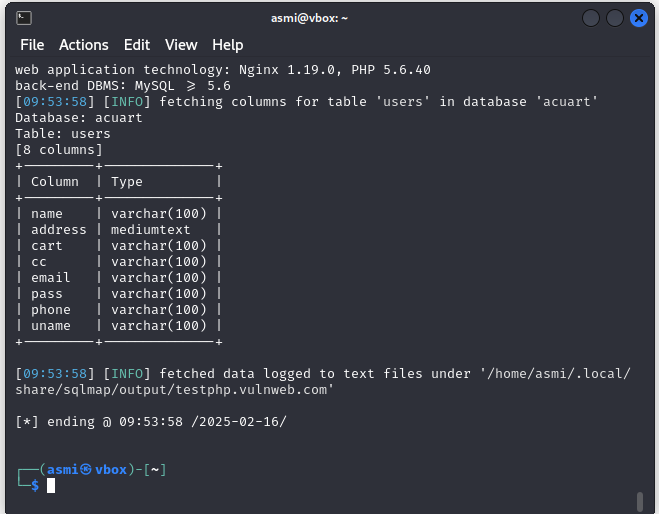 asmi@vbox: ~
File Actions Edit View Help
web application technology: Nginx 1.19.0, PHP 5.6.40
back-end DBMS: MySQL ≥ 5.6
[09:53:58] [INFO] fetching columns for table 'users' in database 'acuart'
Database: acuart
Table: users
[8 columns]
+---------+--------------+
| Column  | Type         |
+---------+--------------+
| name    | varchar(100) |
| address | mediumtext   |
| cart    | varchar(100) |
| cc      | varchar(100) |
| email   | varchar(100) |
| pass    | varchar(100) |
| phone   | varchar(100) |
| uname   | varchar(100) |
+---------+--------------+
[09:53:58] [INFO] fetched data logged to text files under '/home/asmi/.local/
share/sqlmap/output/testphp.vulnweb.com'
[*] ending @ 09:53:58 /2025-02-16/
┌──(asmi㉿vbox)-[~]
└─$